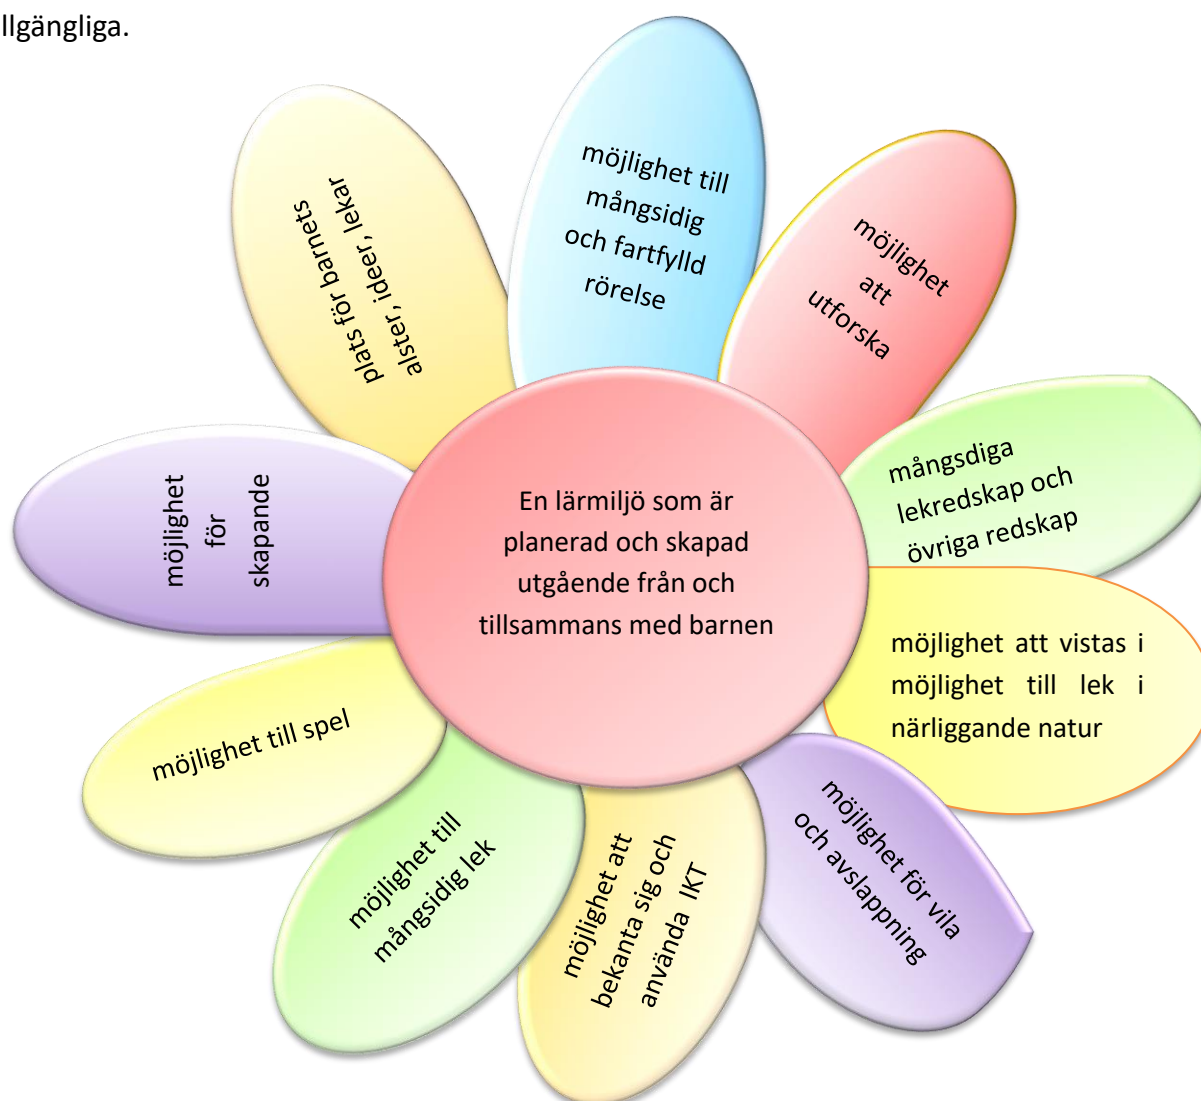 llgängliga.
möjlighet till
mångsidig
och fartfylld
rörelse
möjlighet
att
utforska
mångsdiga
lekredskap och
övriga redskap
möjlighet att vistas i
möjlighet till lek i
närliggande natur
möjlighet för vila
och avslappning
möjlighet att
bekanta sig och
använda IKT
möjlighet till
mångsidig lek
möjlighet till spel
möjlighet
för
skapande
plats för barnets
alster, ideer, lekar
En lärmiljö som är
planerad och skapad
utgående från och
tillsammans med barnen